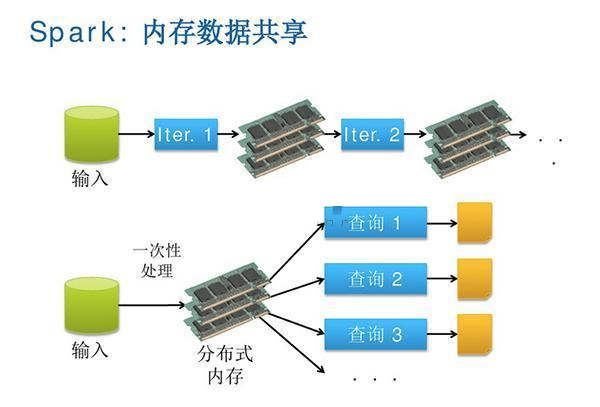 Spark: 内存数据共享
Iter. 1
Iter. 2
. . .
输入
查询 1
一次性
处理
查询 2
查询 3
输入
分布式
内存
. . .